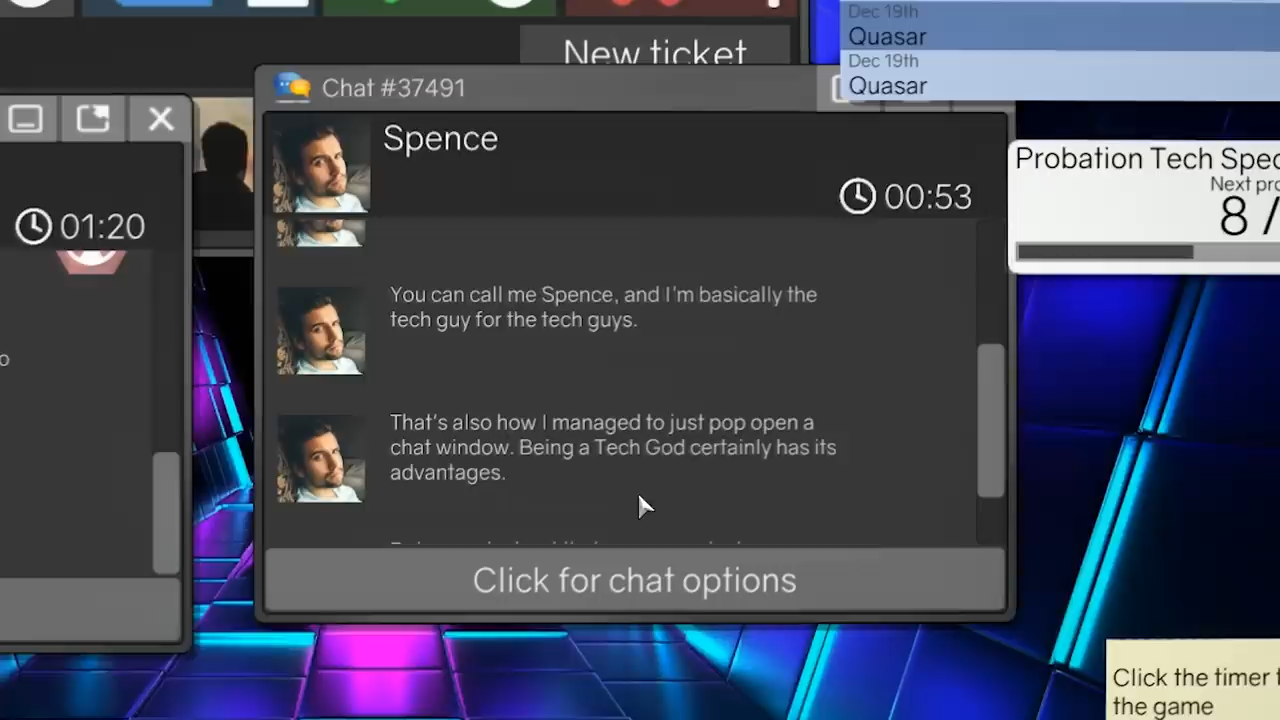 Dec 19th
Quasar
Dec 19th
Quasar
New ticket
Chat #37491
Spence
00:53
01:20
Probation Tech Spec
Next pro
8 /
You can call me Spence, and I'm basically the
tech guy for the tech guys.
That's also how I managed to just pop open a
chat window. Being a Tech God certainly has its
advantages.
Click for chat options
Click the timer t
the game